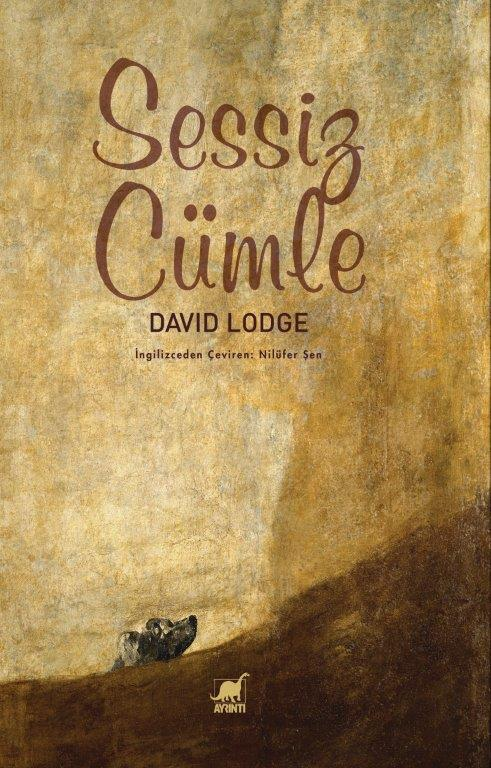 Sessiz
Cümle
DAVID LODGE
İngilizceden Çeviren: Nilüfer Şen
AYRINTI